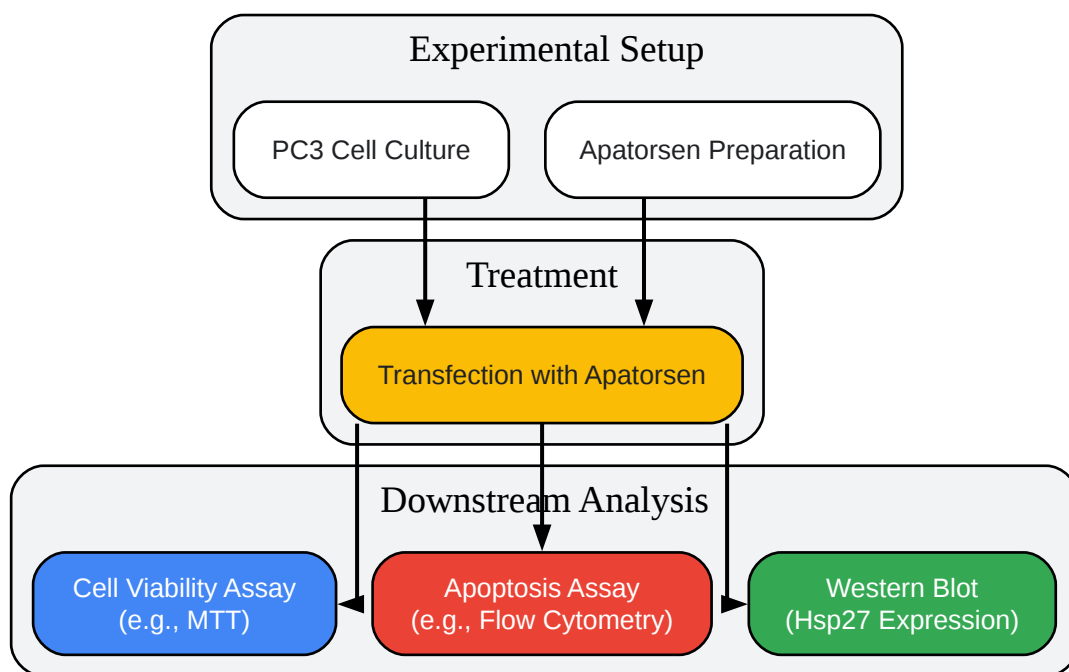 Experimental Setup
PC3 Cell Culture
Apatorsen Preparation
Treatment
Transfection with Apatorsen
Downstream Analysis
Cell Viability Assay
(e.g., MTT)
Apoptosis Assay
(e.g., Flow Cytometry)
Western Blot
(Hsp27 Expression)